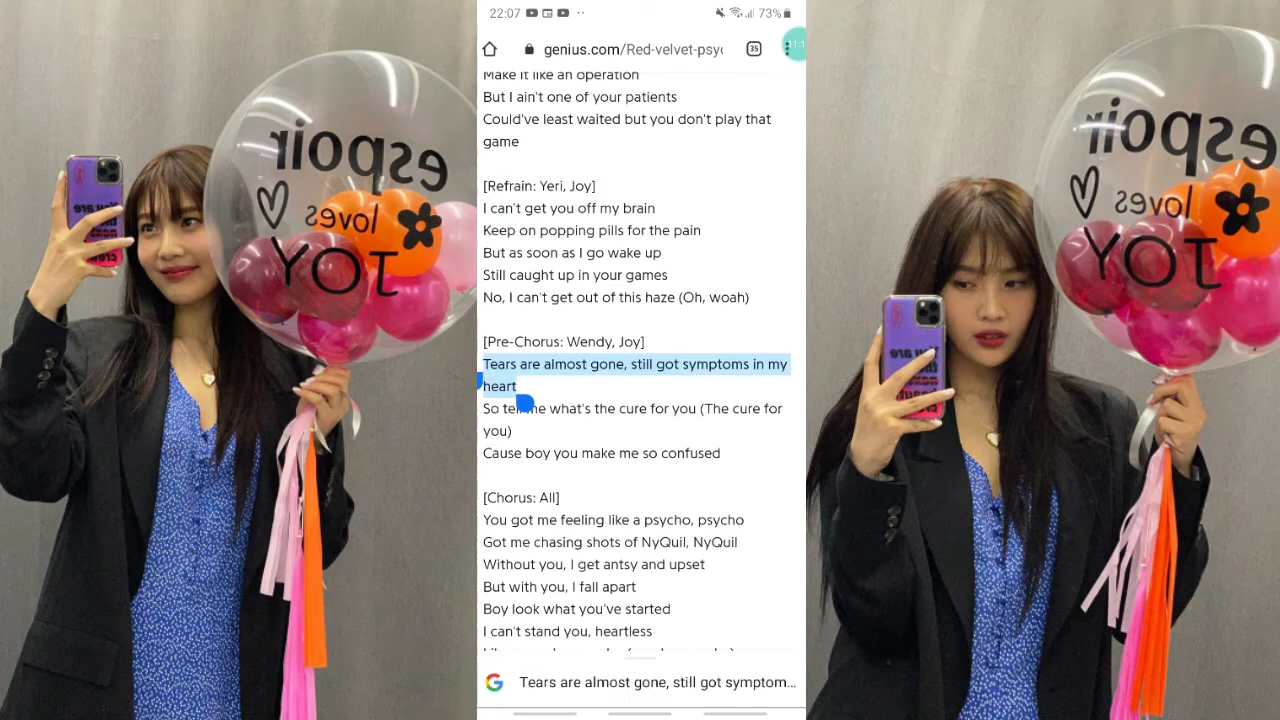 espoir
loves
JOY
22:07
73%
genius.com/Red-velvet-psyc
35
11:1
Make it like an operation
But I ain't one of your patients
Could've least waited but you don't play that
game
[Refrain: Yeri, Joy]
I can't get you off my brain
Keep on popping pills for the pain
But as soon as I go wake up
Still caught up in your games
No, I can't get out of this haze (Oh, woah)
[Pre-Chorus: Wendy, Joy]
Tears are almost gone, still got symptoms in my
heart
So tell me what's the cure for you (The cure for
you)
Cause boy you make me so confused
[Chorus: All]
You got me feeling like a psycho, psycho
Got me chasing shots of NyQuil, NyQuil
Without you, I get antsy and upset
But with you, I fall apart
Boy look what you've started
I can't stand you, heartless
Tears are almost gone, still got symptom...
espoir
loves
JOY
You are
the
next